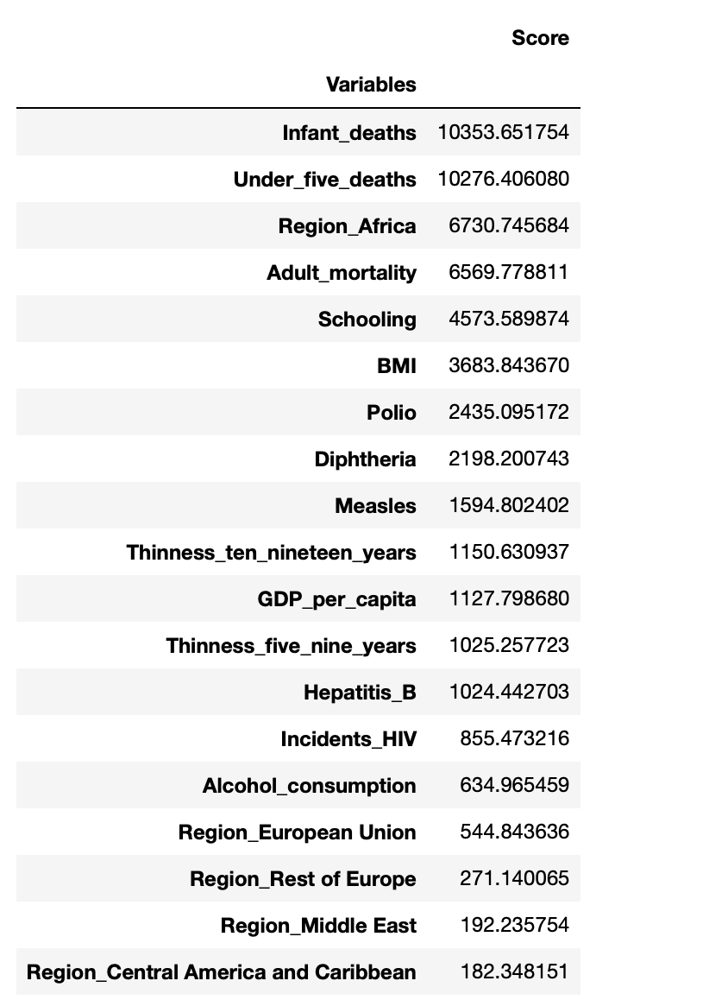 Score
Variables
Infant_deaths 10353.651754
Under_five_deaths 10276.406080
Region_Africa 6730.745684
Adult_mortality 6569.778811
Schooling 4573.589874
BMI 3683.843670
Polio 2435.095172
Diphtheria 2198.200743
Measles 1594.802402
Thinness_ten_nineteen_years 1150.630937
GDP_per_capita 1127.798680
Thinness_five_nine_years 1025.257723
Hepatitis_B 1024.442703
Incidents_HIV 855.473216
Alcohol_consumption 634.965459
Region_European Union 544.843636
Region_Rest of Europe 271.140065
Region_Middle East 192.235754
Region_Central America and Caribbean 182.348151